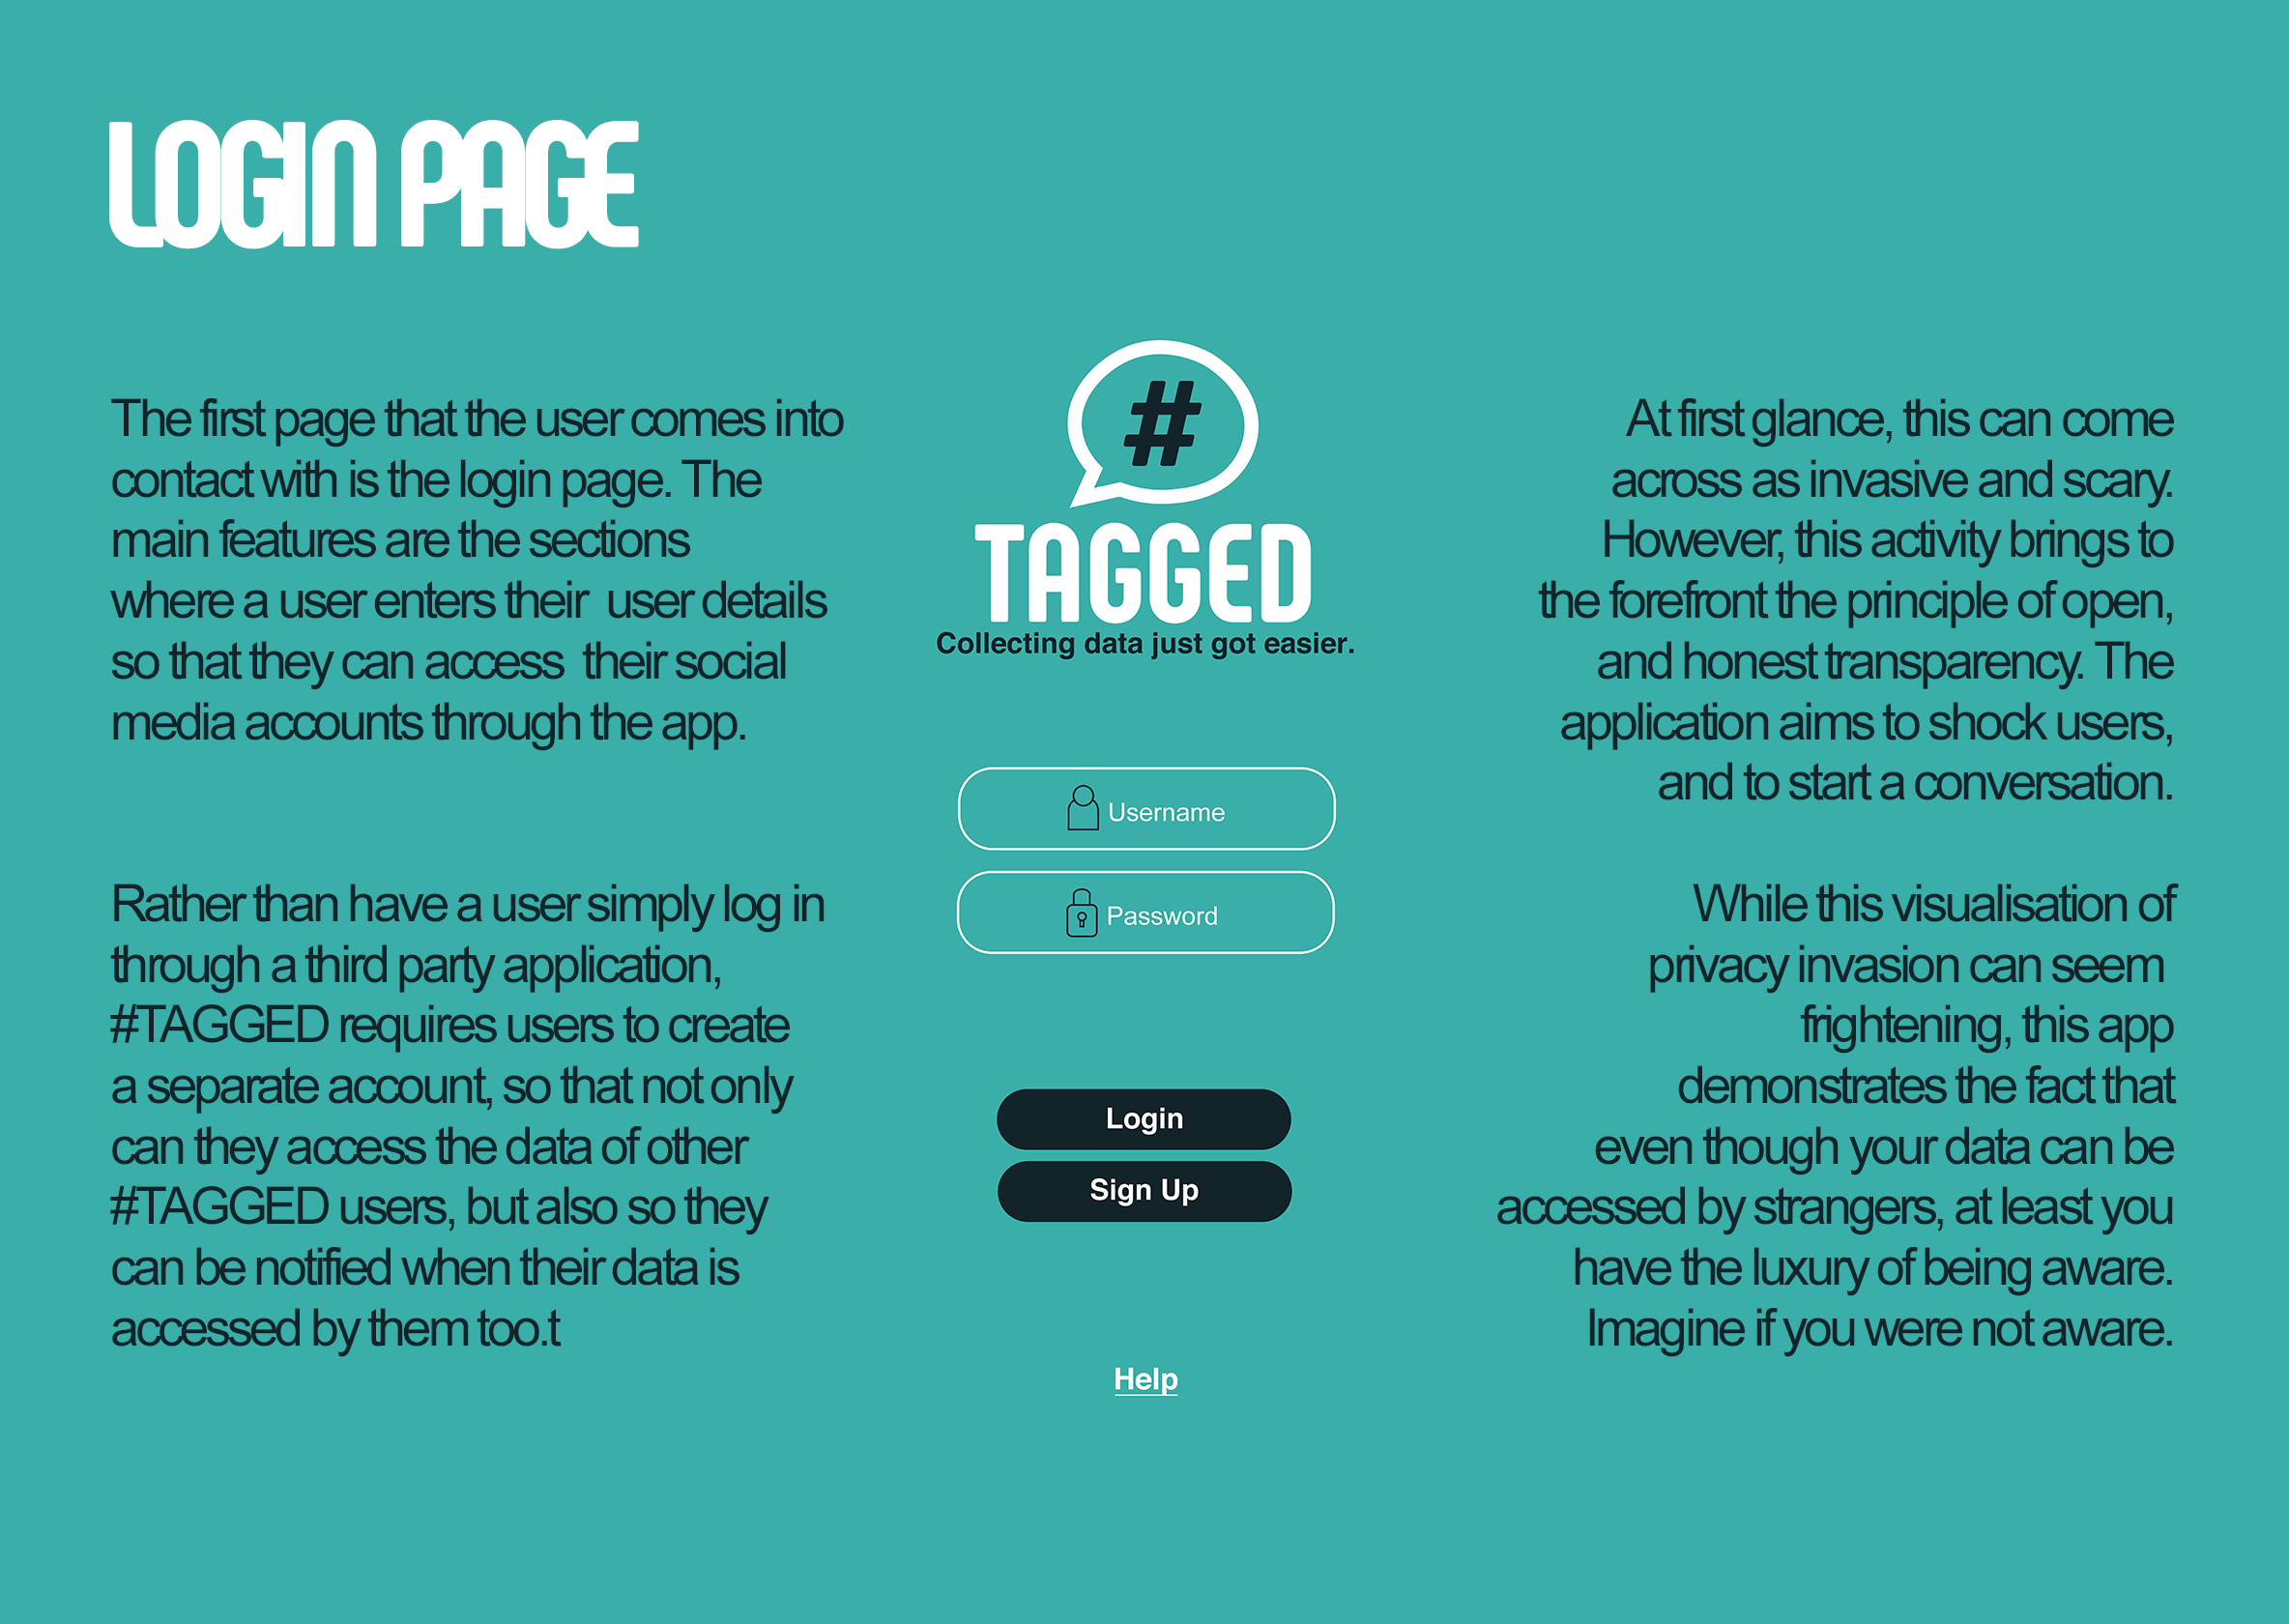 LOGIN PAGE
The first page that the user comes into
contact with is the login page. The
main features are the sections
where a user enters their  user details
so that they can access  their social
media accounts through the app.
Rather than have a user simply log in
through a third party application,
#TAGGED requires users to create
a separate account, so that not only
can they access the data of other
#TAGGED users, but also so they
can be notified when their data is
accessed by them too.t
#
TAGGED
Collecting data just got easier.
Username
Password
Login
Sign Up
Help
At first glance, this can come
across as invasive and scary.
However, this activity brings to
the forefront the principle of open,
and honest transparency. The
application aims to shock users,
and to start a conversation.
While this visualisation of
privacy invasion can seem
frightening, this app
demonstrates the fact that
even though your data can be
accessed by strangers, at least you
have the luxury of being aware.
Imagine if you were not aware.